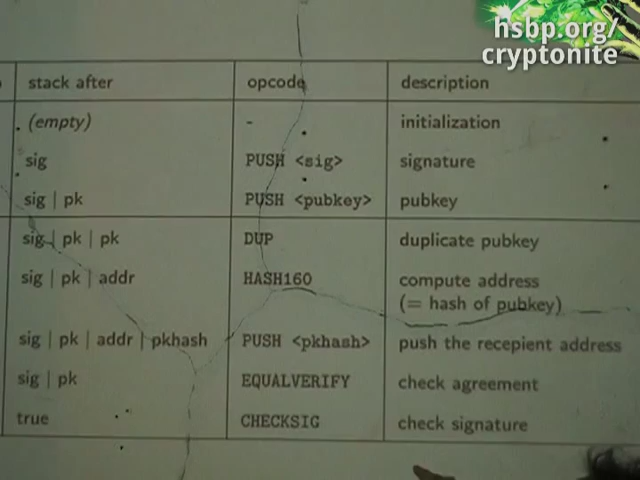 hsbp.org/
cryptonite
stack after opcode description
(empty) - initialization
sig PUSH <sig> signature
sig | pk PUSH <pubkey> pubkey
sig | pk | pk DUP duplicate pubkey
sig | pk | addr HASH160 compute address
(= hash of pubkey)
sig | pk | addr | pkhash PUSH <pkhash> push the recepient address
sig | pk EQUALVERIFY check agreement
true CHECKSIG check signature